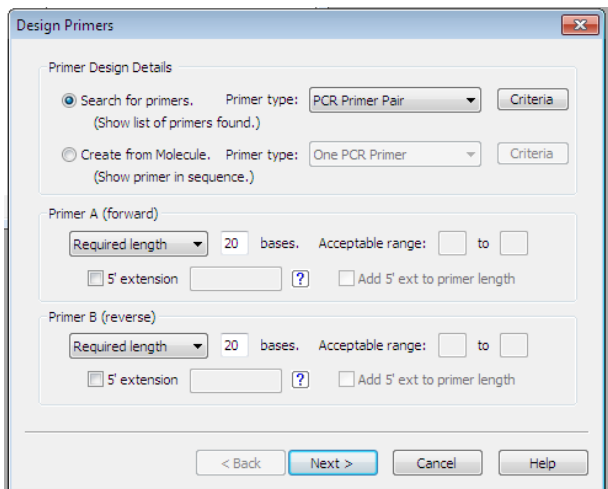 Design Primers
Primer Design Details
Search for primers. Primer type: PCR Primer Pair Criteria
(Show list of primers found.)
Create from Molecule. Primer type: One PCR Primer Criteria
(Show primer in sequence.)
Primer A (forward)
Required length 20 bases. Acceptable range: to
5' extension ? Add 5' ext to primer length
Primer B (reverse)
Required length 20 bases. Acceptable range: to
5' extension ? Add 5' ext to primer length
< Back Next > Cancel Help